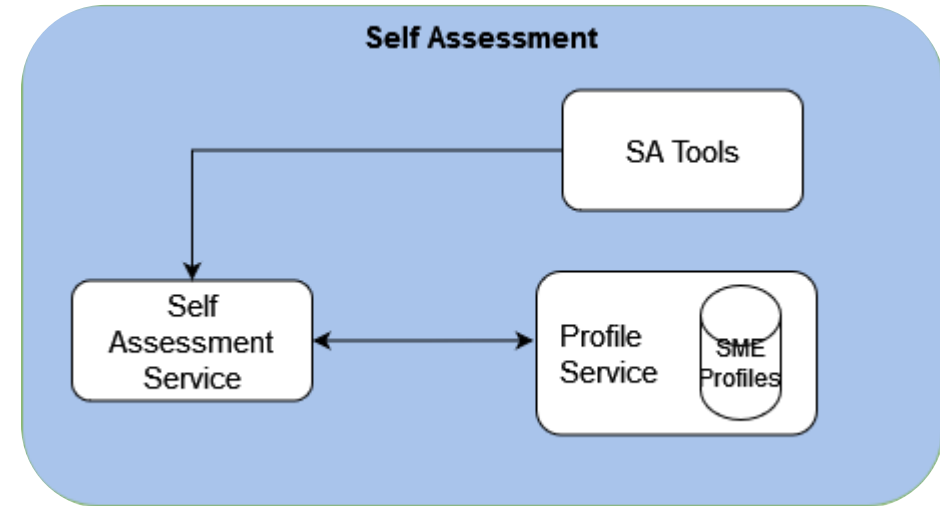 Self Assessment
SA Tools
Self
Assessment
Service
Profile
Service
SME
Profiles